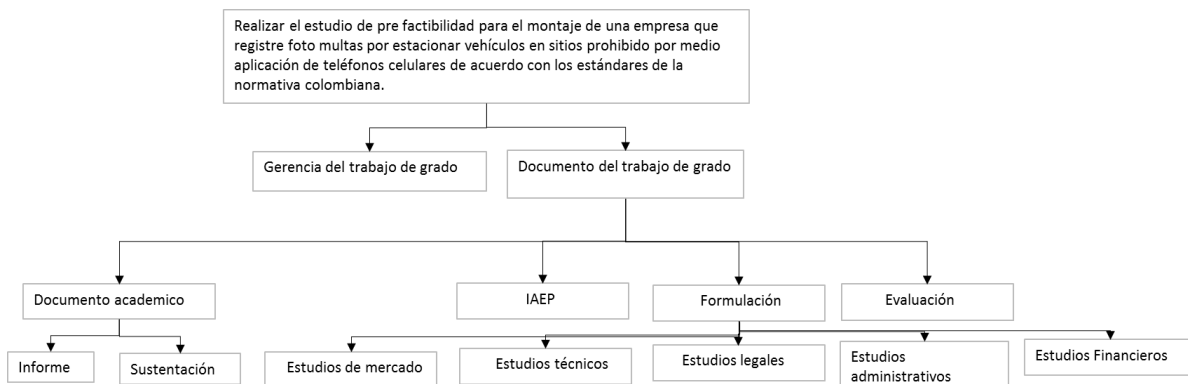 Realizar el estudio de pre factibilidad para el montaje de una empresa que
registre foto multas por estacionar vehículos en sitios prohibido por medio
aplicación de teléfonos celulares de acuerdo con los estándares de la
normativa colombiana.
Gerencia del trabajo de grado
Documento del trabajo de grado
Documento academico
IAEP
Formulación
Evaluación
Informe
Sustentación
Estudios de mercado
Estudios técnicos
Estudios legales
Estudios
administrativos
Estudios Financieros